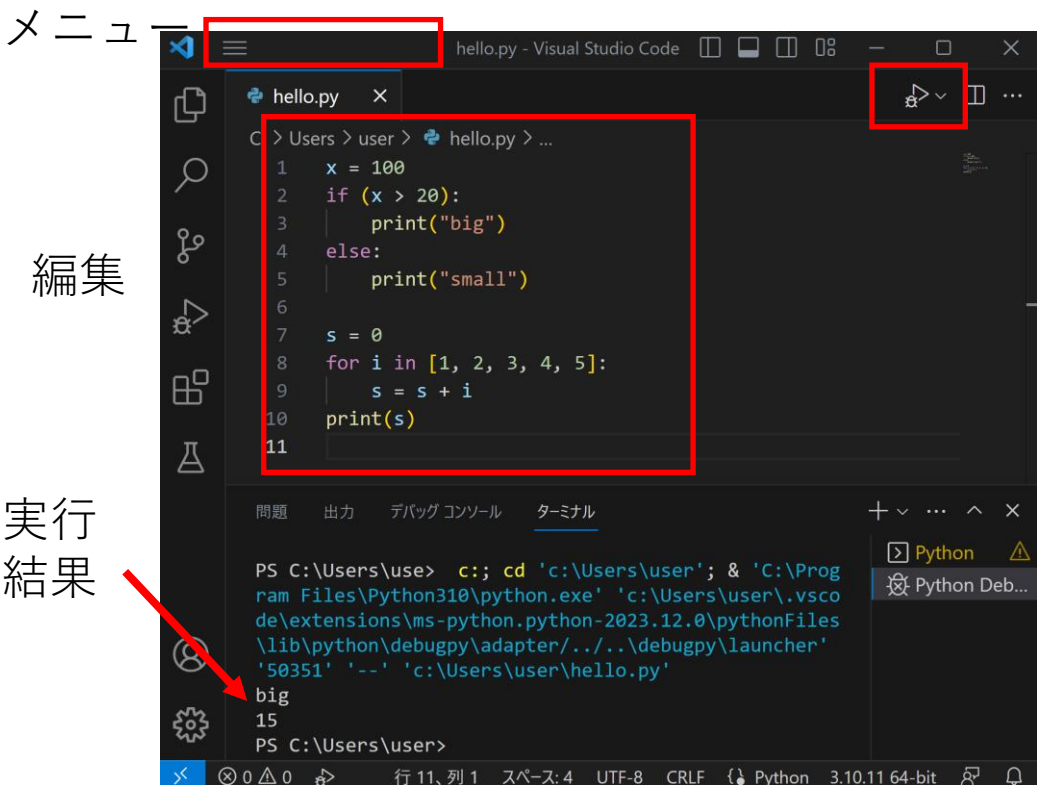 メニュー
hello.py - Visual Studio Code
hello.py
C: > Users > user > hello.py > ...
1 x = 100
2 if (x > 20):
3     print("big")
4 else:
5     print("small")
6
7 s = 0
8 for i in [1, 2, 3, 4, 5]:
9     s = s + i
10 print(s)
11
編集
実行
結果
問題 出力 デバッグ コンソール ターミナル
PS C:\Users\use> c:; cd 'c:\Users\user'; & 'C:\Prog
ram Files\Python310\python.exe' 'c:\Users\user\.vsco
de\extensions\ms-python.python-2023.12.0\pythonFiles
\lib\python\debugpy\adapter/../..\debugpy\launcher'
'50351' '--' 'c:\Users\user\hello.py'
big
15
PS C:\Users\user>
Python
Python Deb...
0 0 行 11、列 1 スペース: 4 UTF-8 CRLF Python 3.10.11 64-bit